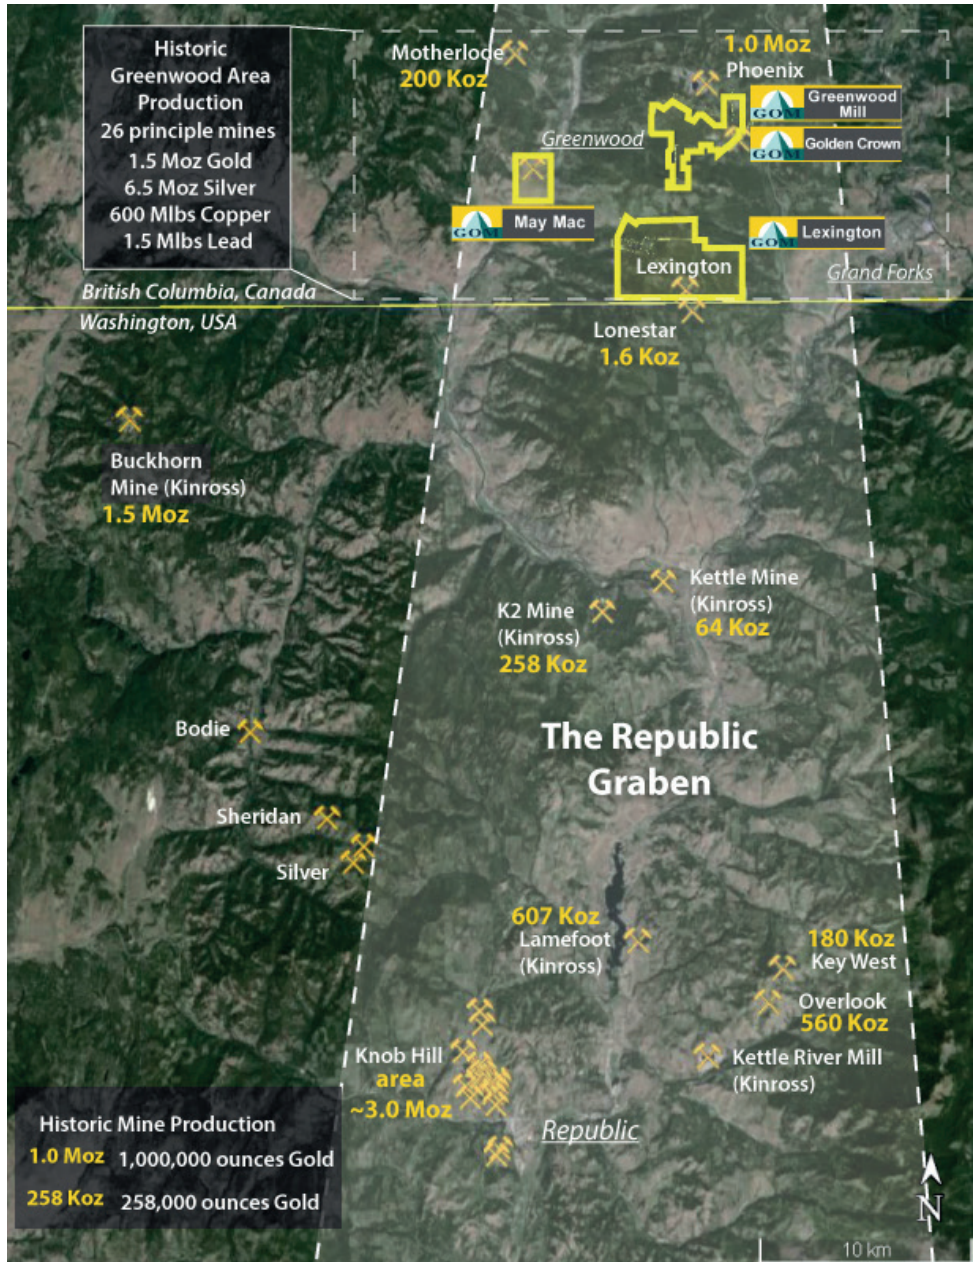 Historic
Greenwood Area
Production
26 principle mines
1.5 Moz Gold
6.5 Moz Silver
600 Mlbs Copper
1.5 Mlbs Lead
Motherlode
200 Koz
1.0 Moz
Phoenix
GOM Greenwood Mill
GOM Golden Crown
Greenwood
GOM May Mac
GOM Lexington
Lexington
Grand Forks
British Columbia, Canada
Washington, USA
Lonestar
1.6 Koz
Buckhorn
Mine (Kinross)
1.5 Moz
Kettle Mine
(Kinross)
64 Koz
K2 Mine
(Kinross)
258 Koz
Bodie
The Republic
Graben
Sheridan
Silver
607 Koz
Lamefoot
(Kinross)
180 Koz
Key West
Overlook
560 Koz
Knob Hill
area
~3.0 Moz
Kettle River Mill
(Kinross)
Republic
Historic Mine Production
1.0 Moz 1,000,000 ounces Gold
258 Koz 258,000 ounces Gold
N
10 km